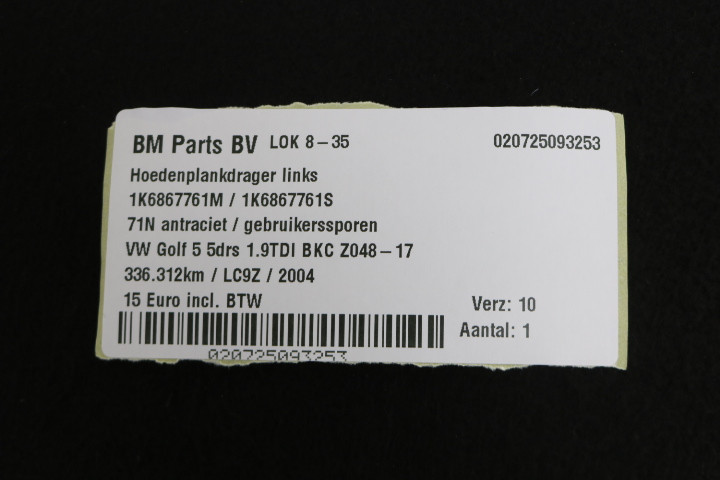 BM Parts BV LOK 8-35 020725093253
Hoedenplankdrager links
1K6867761M / 1K6867761S
71N antraciet / gebruikerssporen
VW Golf 5 5drs 1.9TDI BKC Z048-17
336.312km / LC9Z / 2004
15 Euro incl. BTW Verz: 10
Aantal: 1
020725093253